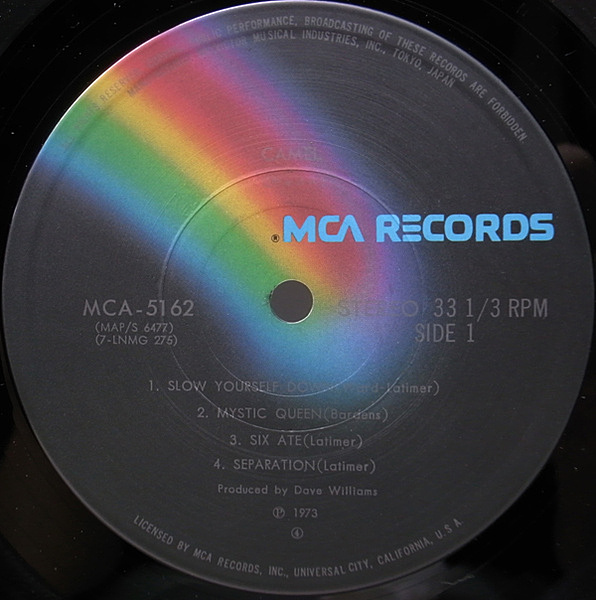 PERFORMANCE, BROADCASTING OF THESE RECORDS ARE FORBIDDEN
MUSICAL INDUSTRIES, INC., TOKYO, JAPAN
CAMEL
® MCA RECORDS
MCA-5162
(MAP/S 6477)
(7-LNMG 275)
STEREO 33 1/3 RPM
SIDE 1
1. SLOW YOURSELF DOWN(Ward-Latimer)
2. MYSTIC QUEEN(Bardens)
3. SIX ATE(Latimer)
4. SEPARATION(Latimer)
Produced by Dave Williams
Ⓟ 1973
④
LICENSED BY MCA RECORDS, INC., UNIVERSAL CITY, CALIFORNIA, U.S.A